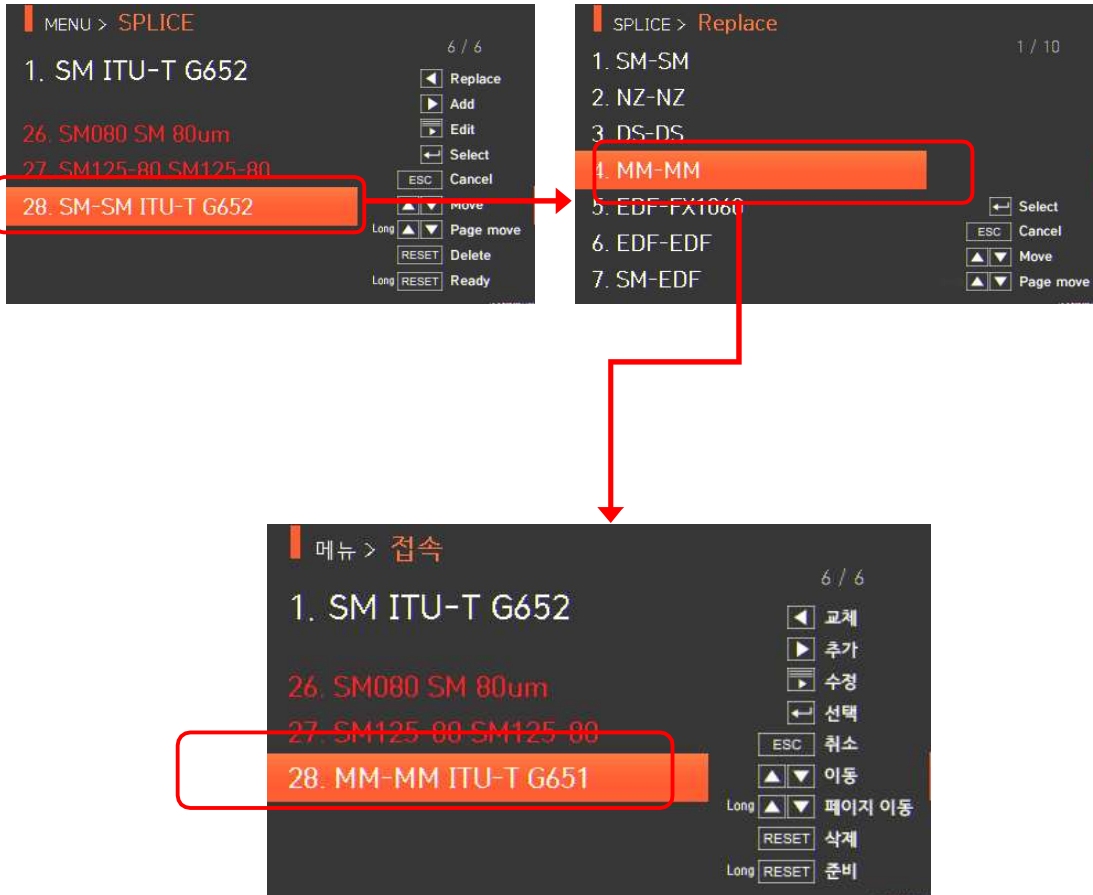 MENU > SPLICE
6 / 6
1. SM ITU-T G652
26. SM080 SM 80um
27. SM125-80 SM125-80
28. SM-SM ITU-T G652
Replace
Add
Edit
Select
ESC Cancel
Move
Long Page move
RESET Delete
Long RESET Ready
SPLICE > Replace
1 / 10
1. SM-SM
2. NZ-NZ
3. DS-DS
4. MM-MM
5. EDF-FX1060
6. EDF-EDF
7. SM-EDF
Select
ESC Cancel
Move
Page move
메뉴 > 접속
6 / 6
1. SM ITU-T G652
26. SM080 SM 80um
27. SM125-80 SM125-80
28. MM-MM ITU-T G651
교체
추가
수정
선택
ESC 취소
이동
Long 페이지 이동
RESET 삭제
Long RESET 준비